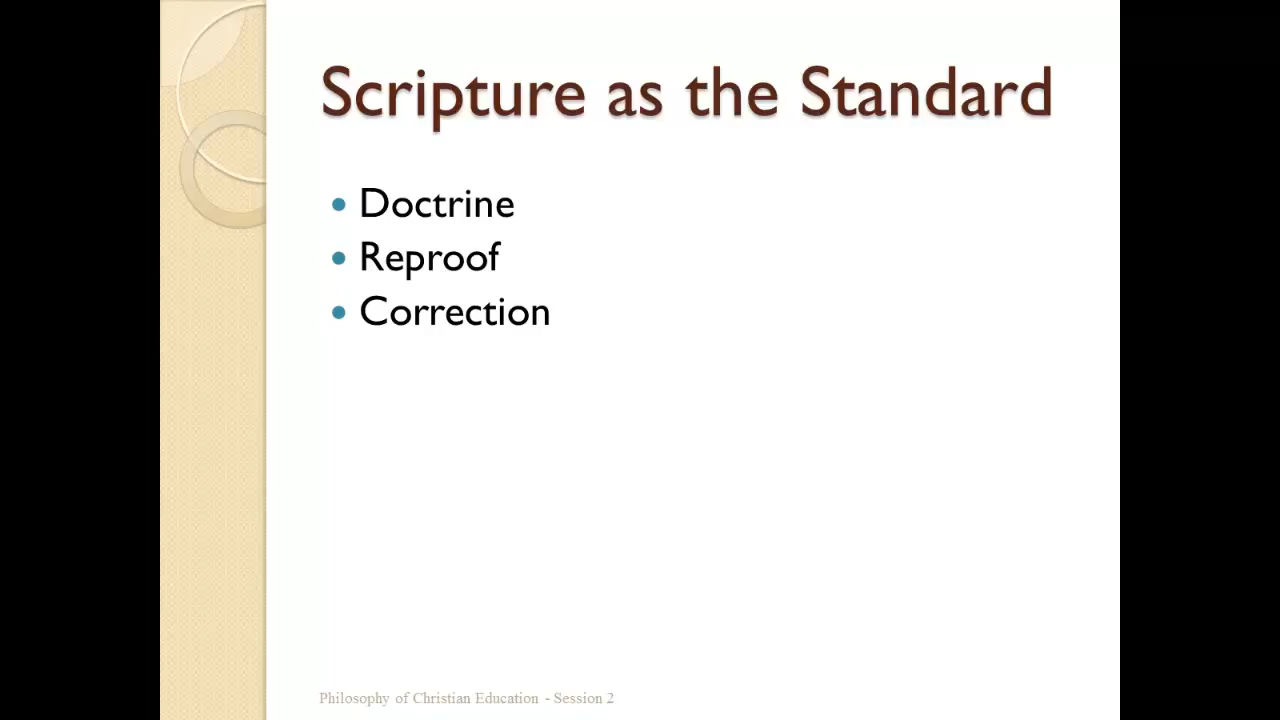 Scripture as the Standard
Doctrine
Reproof
Correction
Philosophy of Christian Education - Session 2